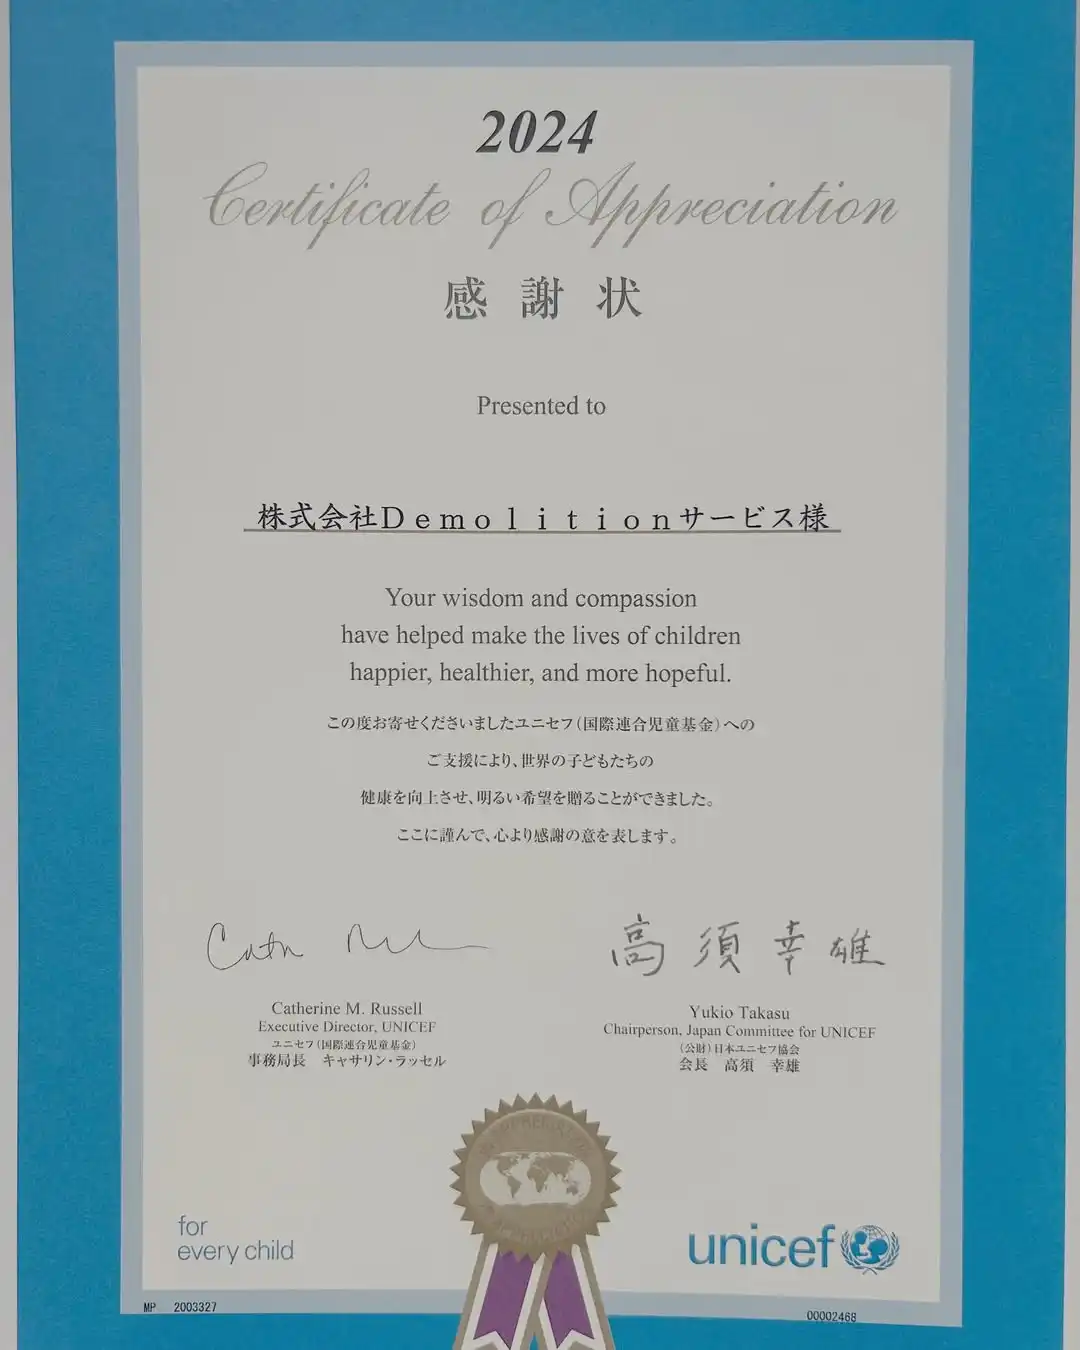 2024
Certificate of Appreciation
感謝状
Presented to
株式会社Ｄｅｍｏｌｉｔｉｏｎサービス様
Your wisdom and compassion
have helped make the lives of children
happier, healthier, and more hopeful.
この度お寄せくださいましたユニセフ（国際連合児童基金）への
ご支援により、世界の子どもたちの
健康を向上させ、明るい希望を贈ることができました。
ここに謹んで、心より感謝の意を表します。
高須幸雄
Catherine M. Russell
Executive Director, UNICEF
ユニセフ（国際連合児童基金）
事務局長　キャサリン・ラッセル
Yukio Takasu
Chairperson, Japan Committee for UNICEF
（公財）日本ユニセフ協会
会長　高須　幸雄
for
every child
unicef
MP 2003327
00002468